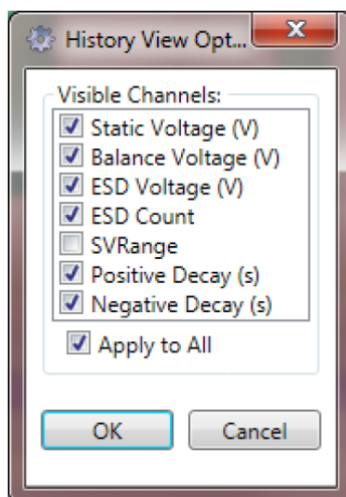 History View Opt...
Visible Channels:
Static Voltage (V)
Balance Voltage (V)
ESD Voltage (V)
ESD Count
SVRange
Positive Decay (s)
Negative Decay (s)
Apply to All
OK Cancel